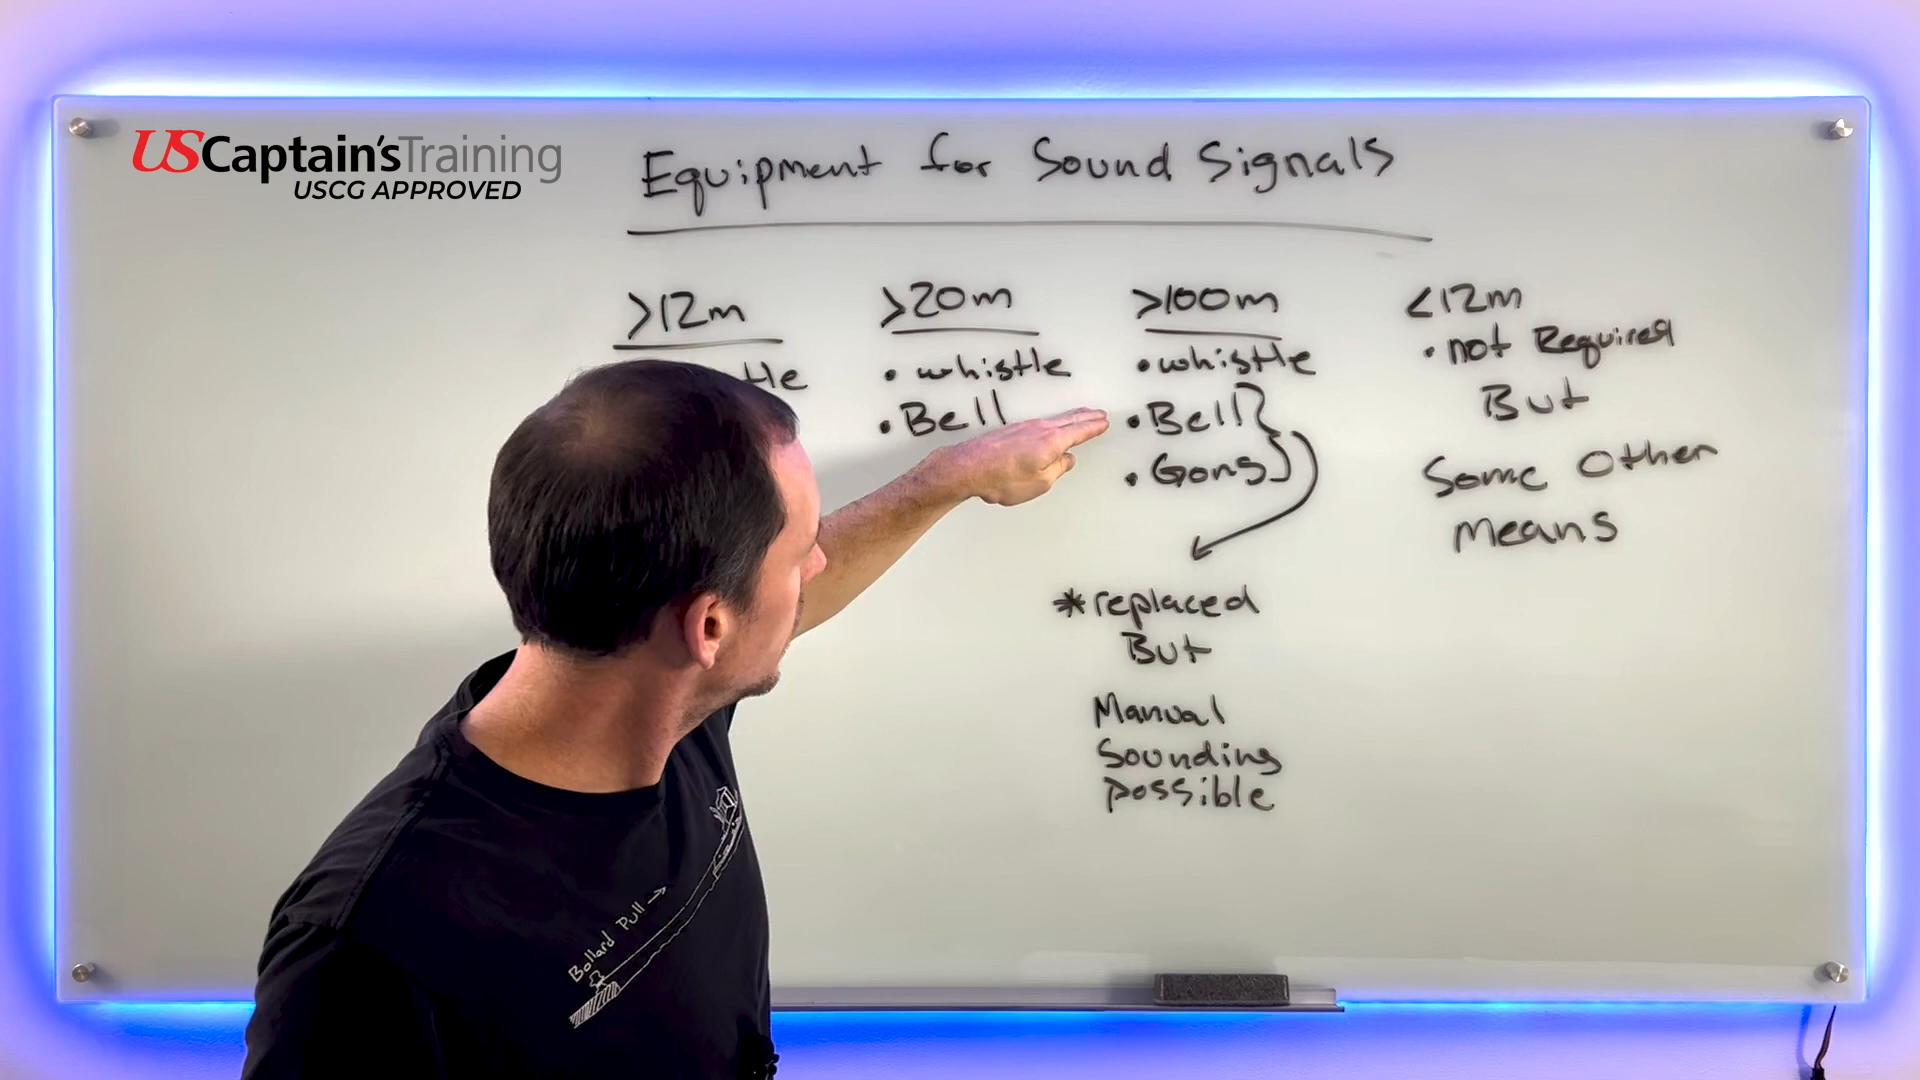 USCaptain'sTraining
USCG APPROVED
Equipment for Sound Signals
>12m
>20m
• whistle
• Bell
>100m
• whistle
• Bell
• Gong
* replaced
But
Manual
Sounding
possible
<12m
• not Required
But
Some Other
means
Bollard Pull →